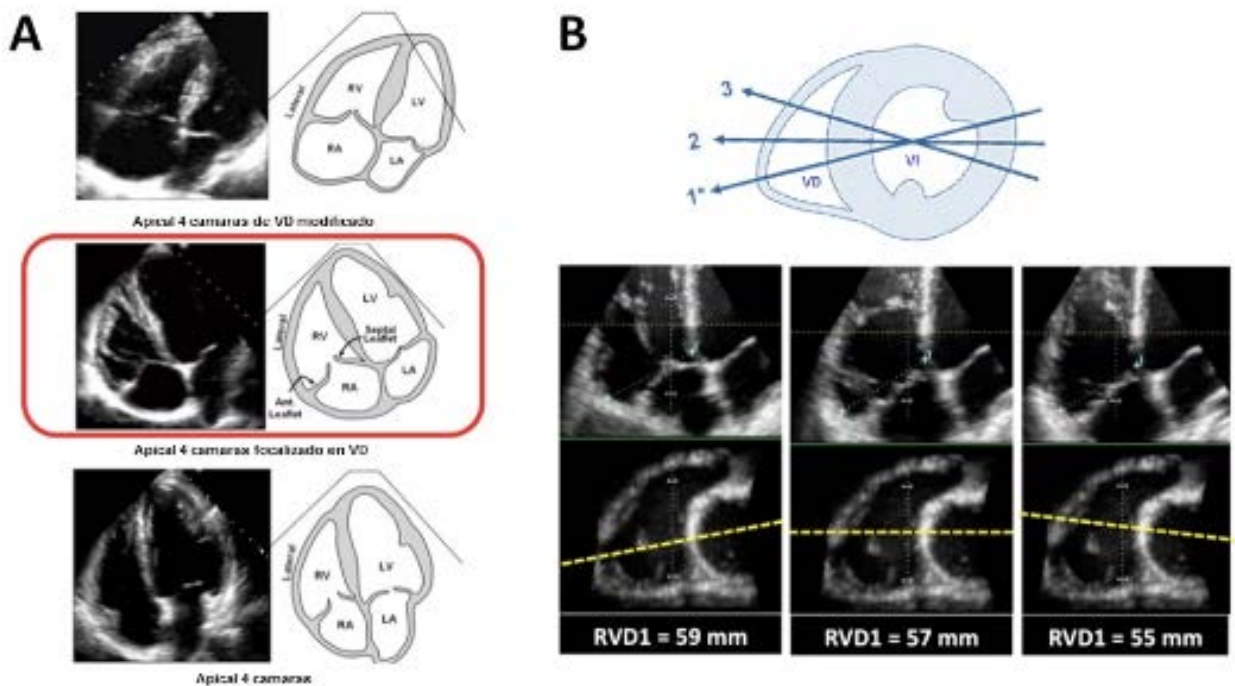 A
Lateral
RV
LV
RA
LA
Apical 4 camaras de VD modificado
Lateral
LV
RV
Septal
Leaflet
RA
LA
Ant.
Leaflet
Apical 4 camaras focalizado en VD
Lateral
RV
LV
RA
LA
Apical 4 camaras
B
3
2
1*
VI
VD
RVD1 = 59 mm
RVD1 = 57 mm
RVD1 = 55 mm